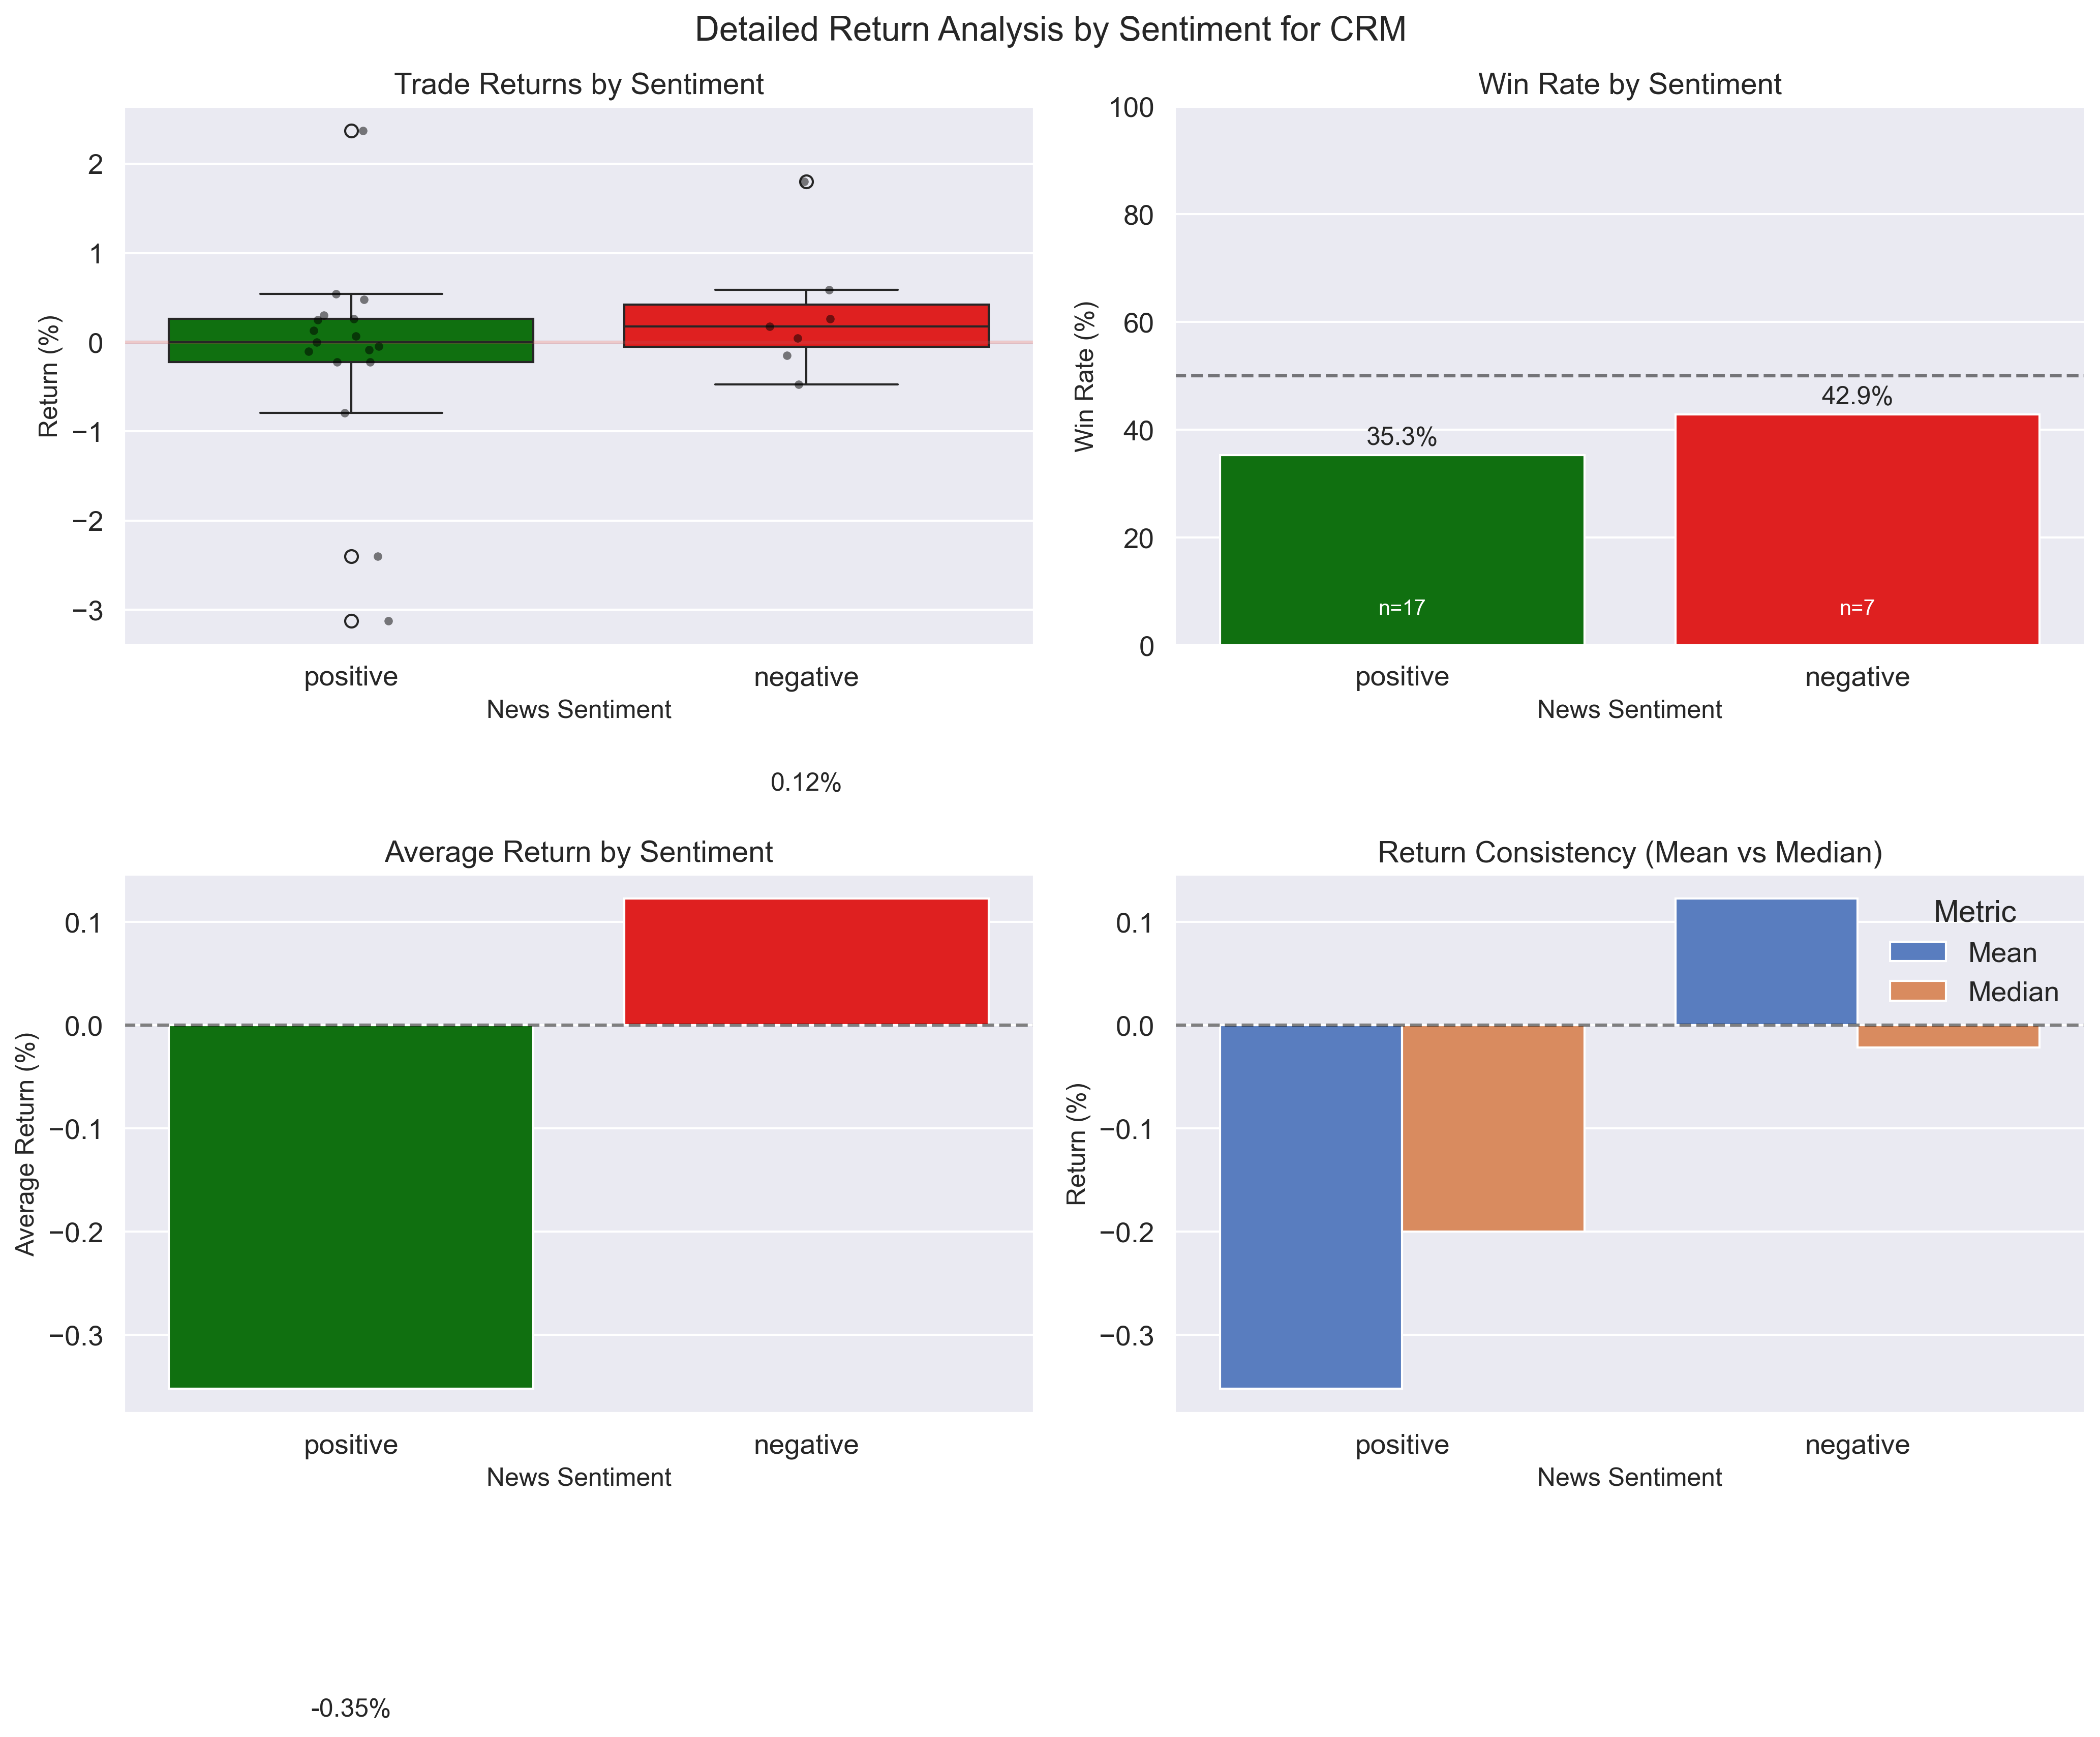 Detailed Return Analysis by Sentiment for CRM
Trade Returns by Sentiment
Return (%)
2
1
0
−1
−2
−3
positive
negative
News Sentiment
Win Rate by Sentiment
Win Rate (%)
100
80
60
40
20
0
35.3%
42.9%
n=17
n=7
positive
negative
News Sentiment
0.12%
Average Return by Sentiment
Average Return (%)
0.1
0.0
−0.1
−0.2
−0.3
positive
negative
News Sentiment
-0.35%
Return Consistency (Mean vs Median)
Return (%)
0.1
0.0
−0.1
−0.2
−0.3
Metric
Mean
Median
positive
negative
News Sentiment